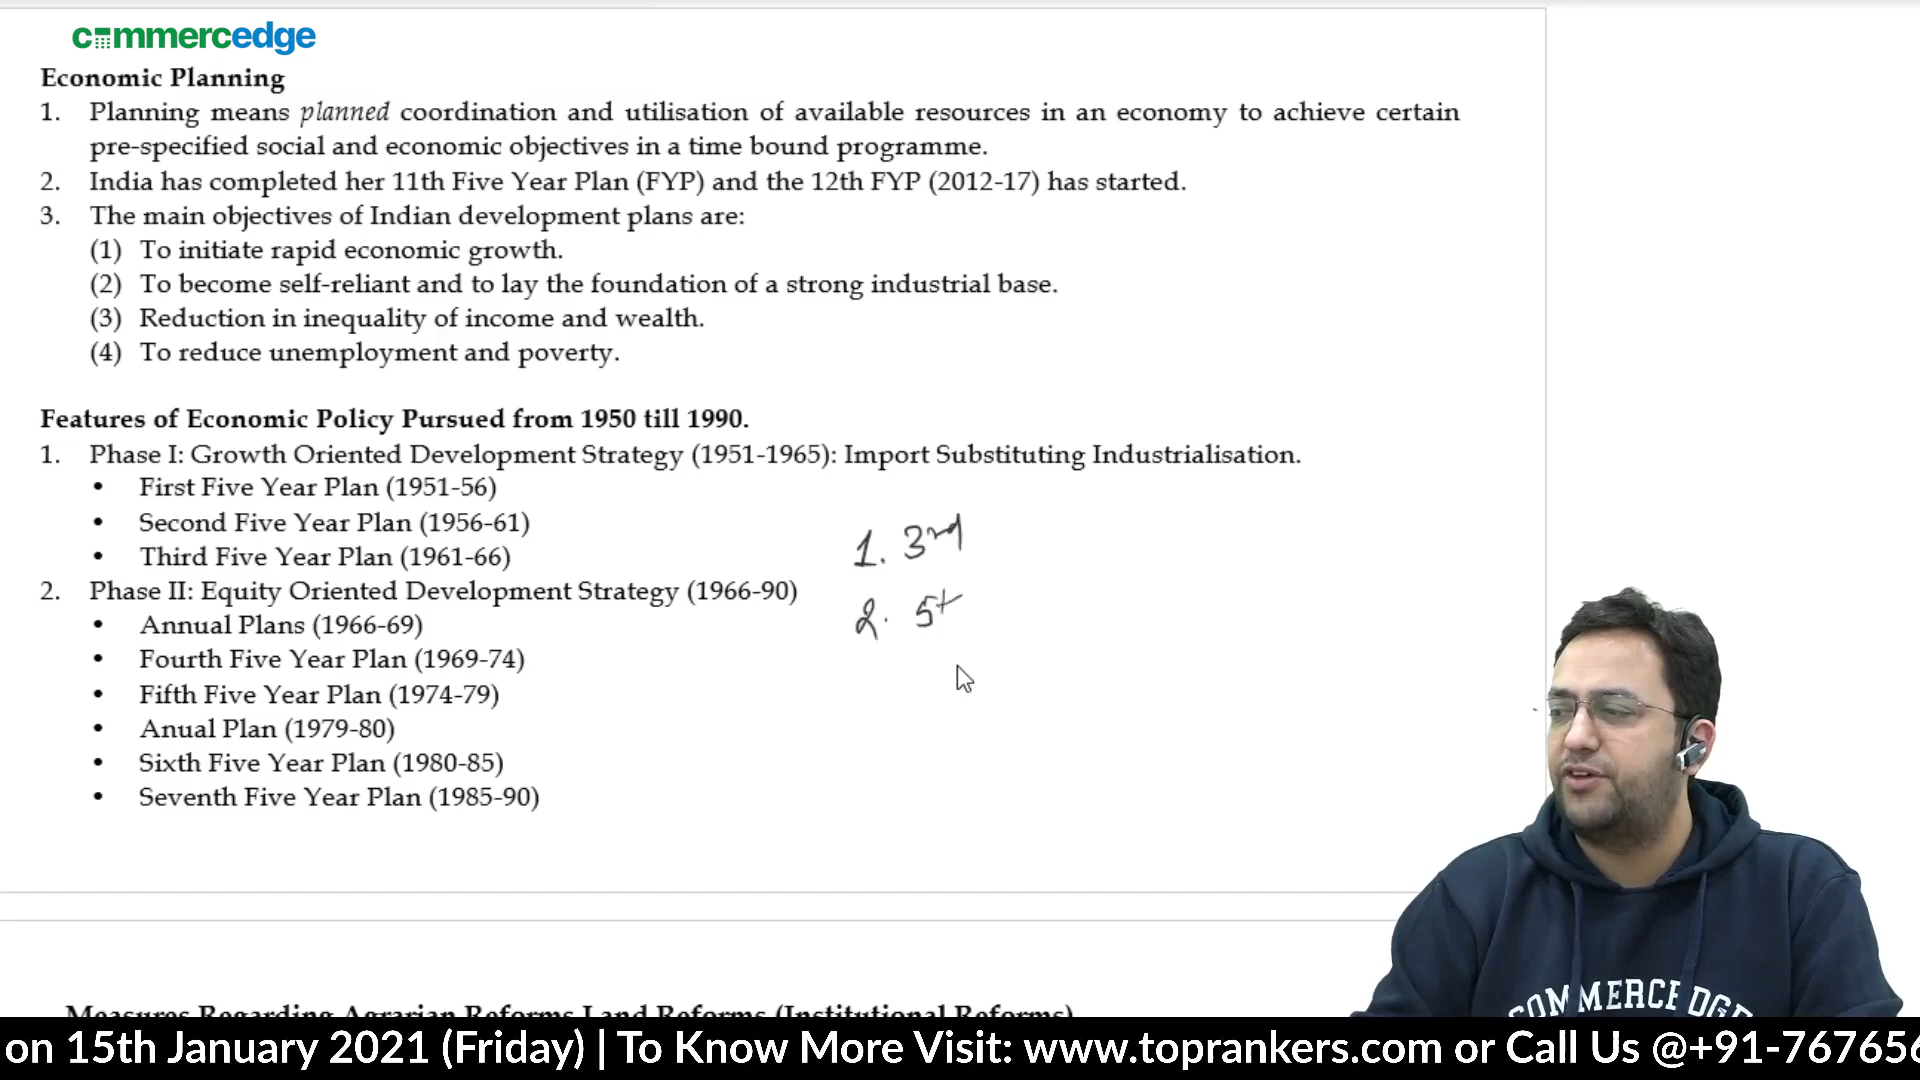 commercedge
Economic Planning
1. Planning means planned coordination and utilisation of available resources in an economy to achieve certain
pre-specified social and economic objectives in a time bound programme.
2. India has completed her 11th Five Year Plan (FYP) and the 12th FYP (2012-17) has started.
3. The main objectives of Indian development plans are:
(1) To initiate rapid economic growth.
(2) To become self-reliant and to lay the foundation of a strong industrial base.
(3) Reduction in inequality of income and wealth.
(4) To reduce unemployment and poverty.
Features of Economic Policy Pursued from 1950 till 1990.
1. Phase I: Growth Oriented Development Strategy (1951-1965): Import Substituting Industrialisation.
• First Five Year Plan (1951-56)
• Second Five Year Plan (1956-61)
• Third Five Year Plan (1961-66)
1. 3rd
2. Phase II: Equity Oriented Development Strategy (1966-90)
2. 5t
• Annual Plans (1966-69)
• Fourth Five Year Plan (1969-74)
• Fifth Five Year Plan (1974-79)
• Anual Plan (1979-80)
• Sixth Five Year Plan (1980-85)
• Seventh Five Year Plan (1985-90)
COMMERCE DGE
Measures Regarding Agrarian Reforms Land Reforms (Institutional Reforms)
on 15th January 2021 (Friday) | To Know More Visit: www.toprankers.com or Call Us @+91-767656